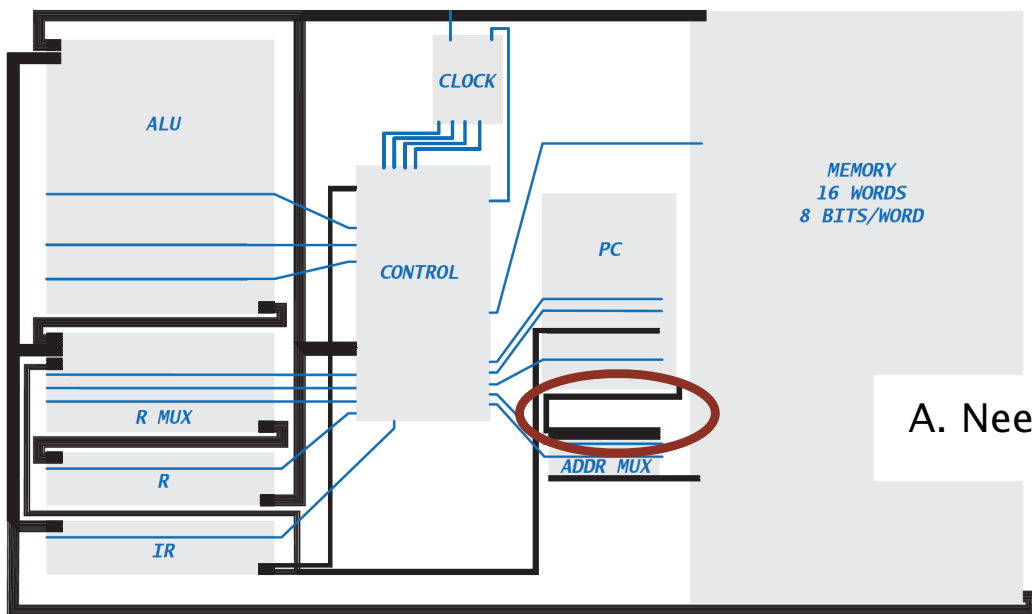 CLOCK
ALU
MEMORY
16 WORDS
8 BITS/WORD
PC
CONTROL
R MUX
A. Nee
ADDR MUX
R
IR